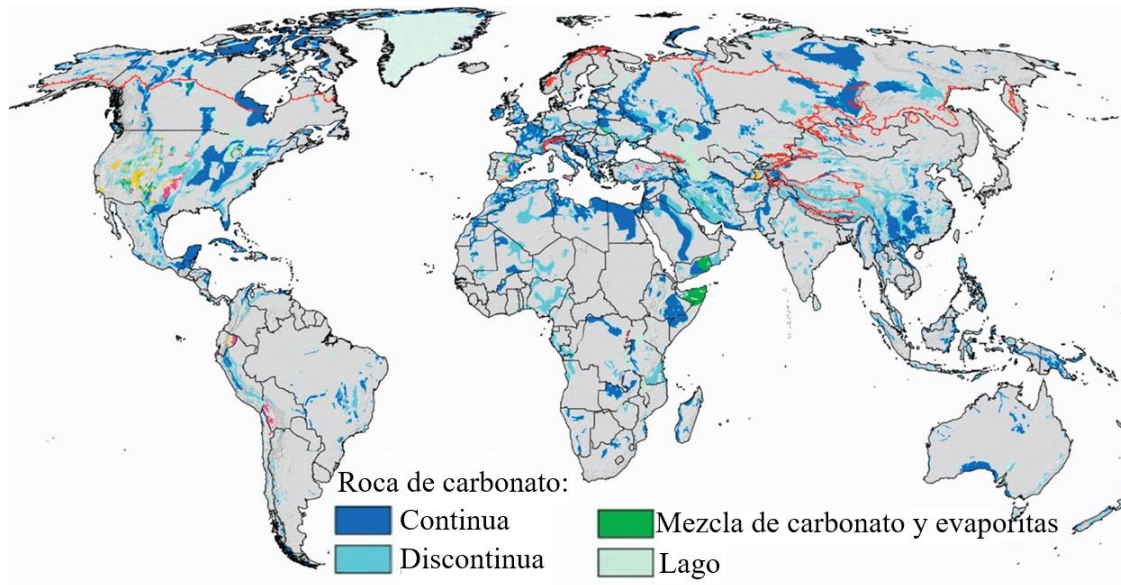 Roca de carbonato:
Continua
Discontinua
Mezcla de carbonato y evaporitas
Lago